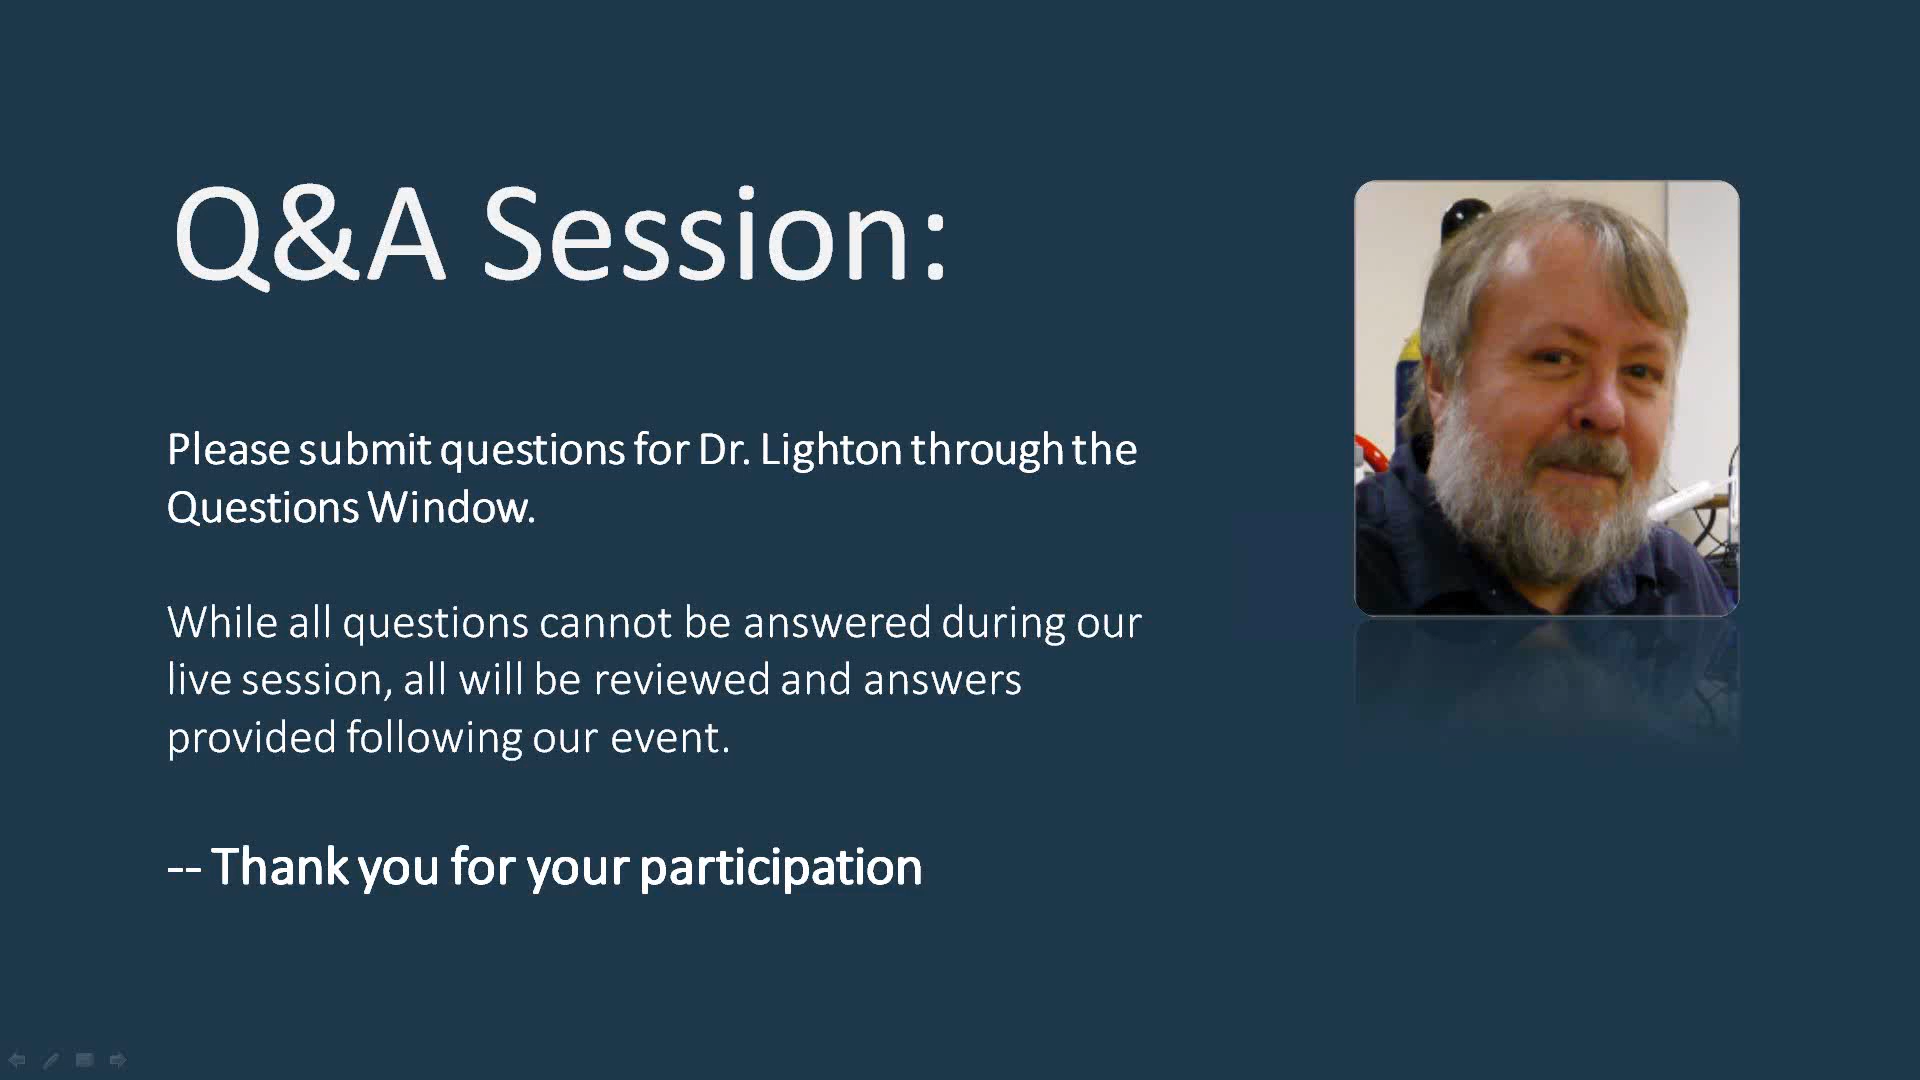 Q&A Session:
Please submit questions for Dr. Lighton through the
Questions Window.
While all questions cannot be answered during our
live session, all will be reviewed and answers
provided following our event.
-- Thank you for your participation